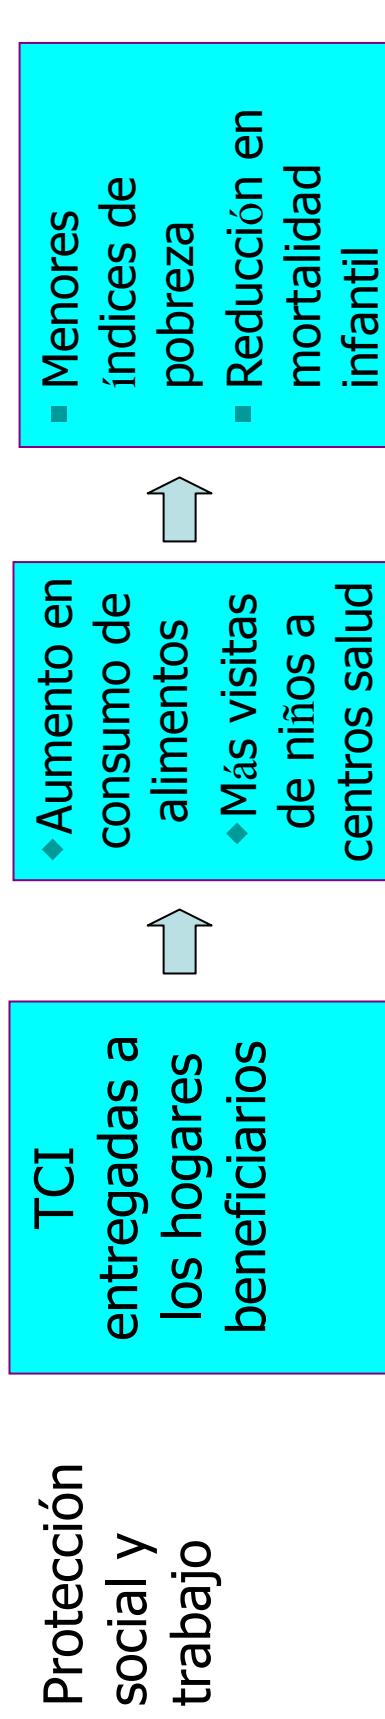 Protección
social y
trabajo
TCI
entregadas a
los hogares
beneficiarios
Aumento en
consumo de
alimentos
Más visitas
de niños a
centros salud
Menores
índices de
pobreza
Reducción en
mortalidad
infantil